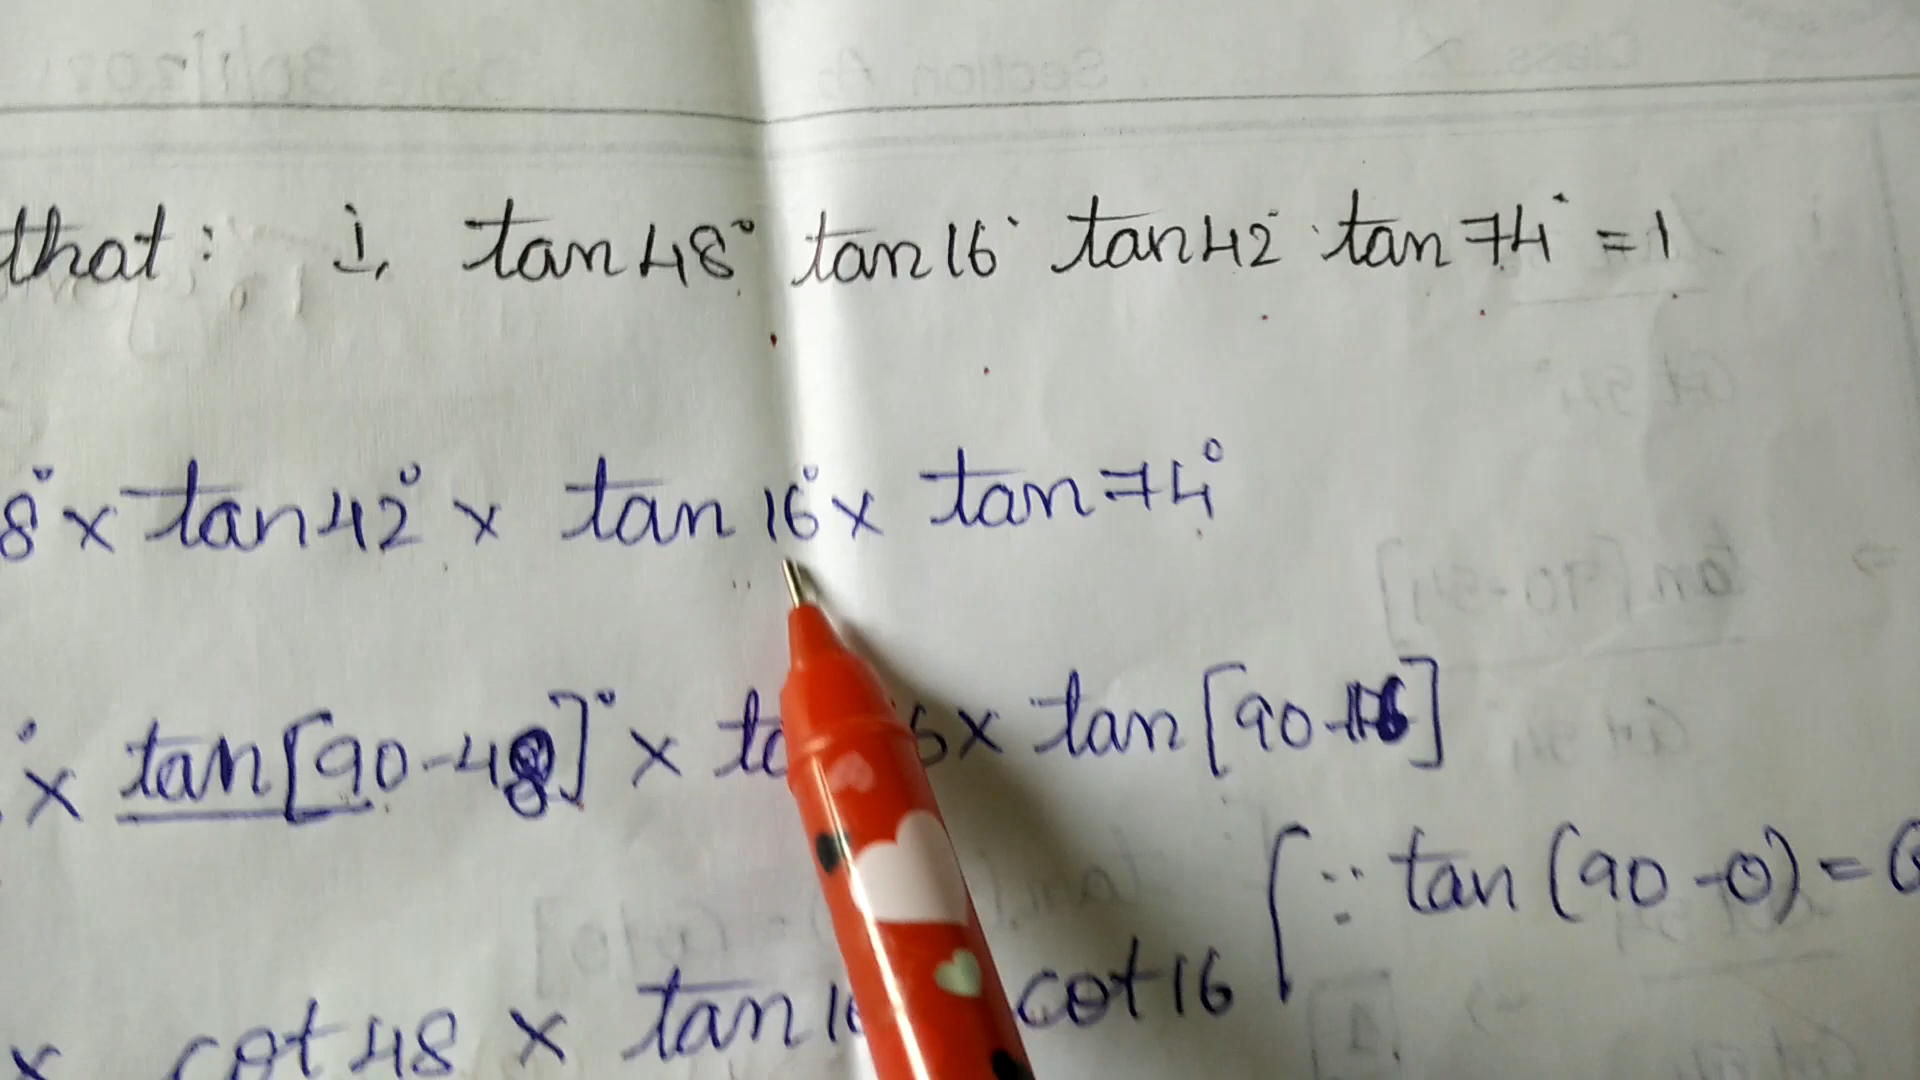 that: i, tan 48° tan 16° tan 42° tan 74° = 1
8° × tan 42° × tan 16° × tan 74°
× tan [90-48]° × × tan [90-16]
[∵ tan (90-θ) =
× cot 48 × tan 16 cot 16